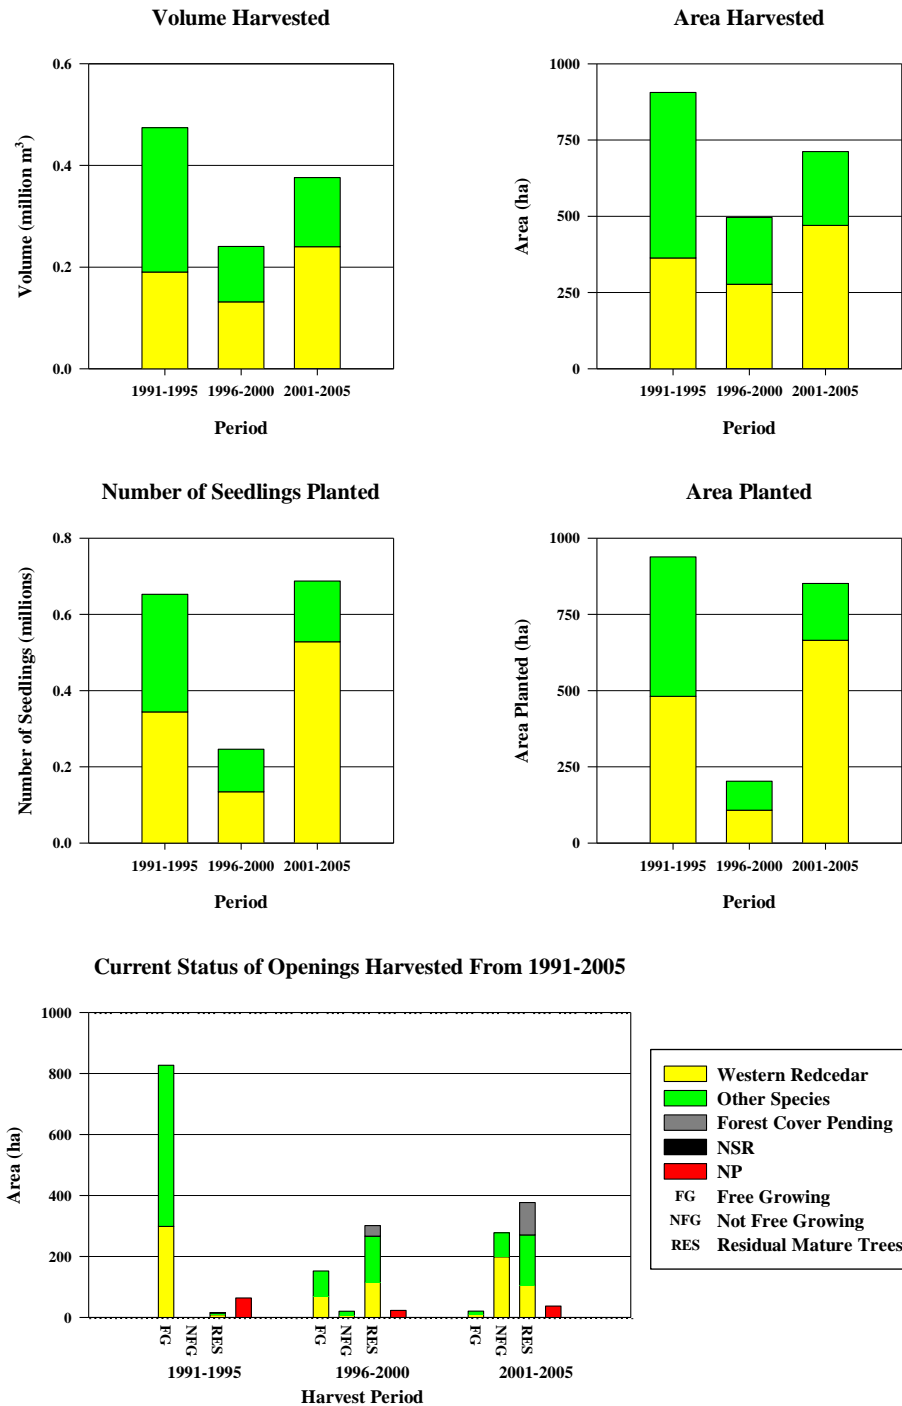 Volume Harvested
Area Harvested
Volume (million m³)
0.6
0.4
0.2
0.0
1991-1995 1996-2000 2001-2005
Period
Area (ha)
1000
750
500
250
0
1991-1995 1996-2000 2001-2005
Period
Number of Seedlings Planted
Area Planted
Number of Seedlings (millions)
0.8
0.6
0.4
0.2
0.0
1991-1995 1996-2000 2001-2005
Period
Area Planted (ha)
1000
750
500
250
0
1991-1995 1996-2000 2001-2005
Period
Current Status of Openings Harvested From 1991-2005
Area (ha)
1000
800
600
400
200
0
FG NFG RES FG NFG RES FG NFG RES
1991-1995 1996-2000 2001-2005
Harvest Period
Western Redcedar
Other Species
Forest Cover Pending
NSR
NP
FG Free Growing
NFG Not Free Growing
RES Residual Mature Trees